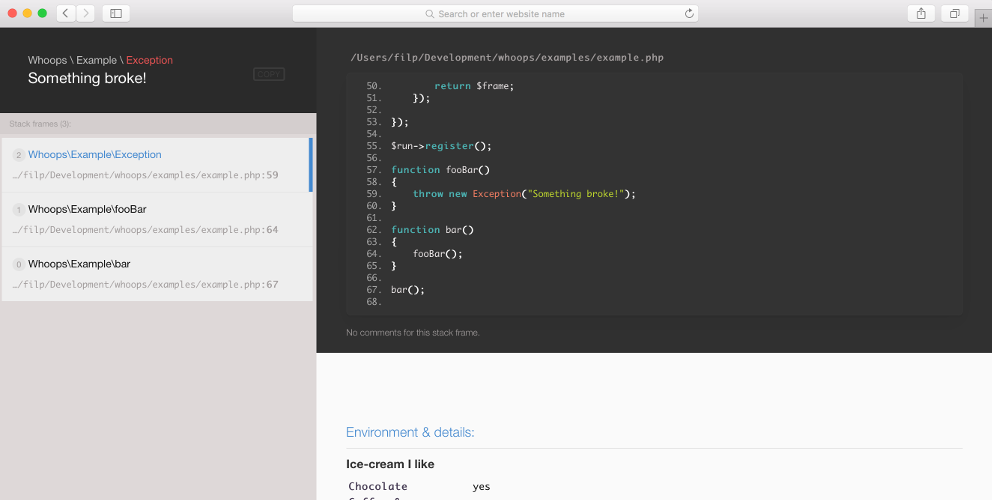 Search or enter website name
Whoops \ Example \ Exception
Something broke!
COPY
Stack frames (3):
2 Whoops\Example\Exception
…/filp/Development/whoops/examples/example.php:59
1 Whoops\Example\fooBar
…/filp/Development/whoops/examples/example.php:64
0 Whoops\Example\bar
…/filp/Development/whoops/examples/example.php:67
/Users/filp/Development/whoops/examples/example.php
50.         return $frame;
51.     });
52.
53. });
54.
55. $run->register();
56.
57. function fooBar()
58. {
59.     throw new Exception("Something broke!");
60. }
61.
62. function bar()
63. {
64.     fooBar();
65. }
66.
67. bar();
68.
No comments for this stack frame.
Environment & details:
Ice-cream I like
Chocolate yes